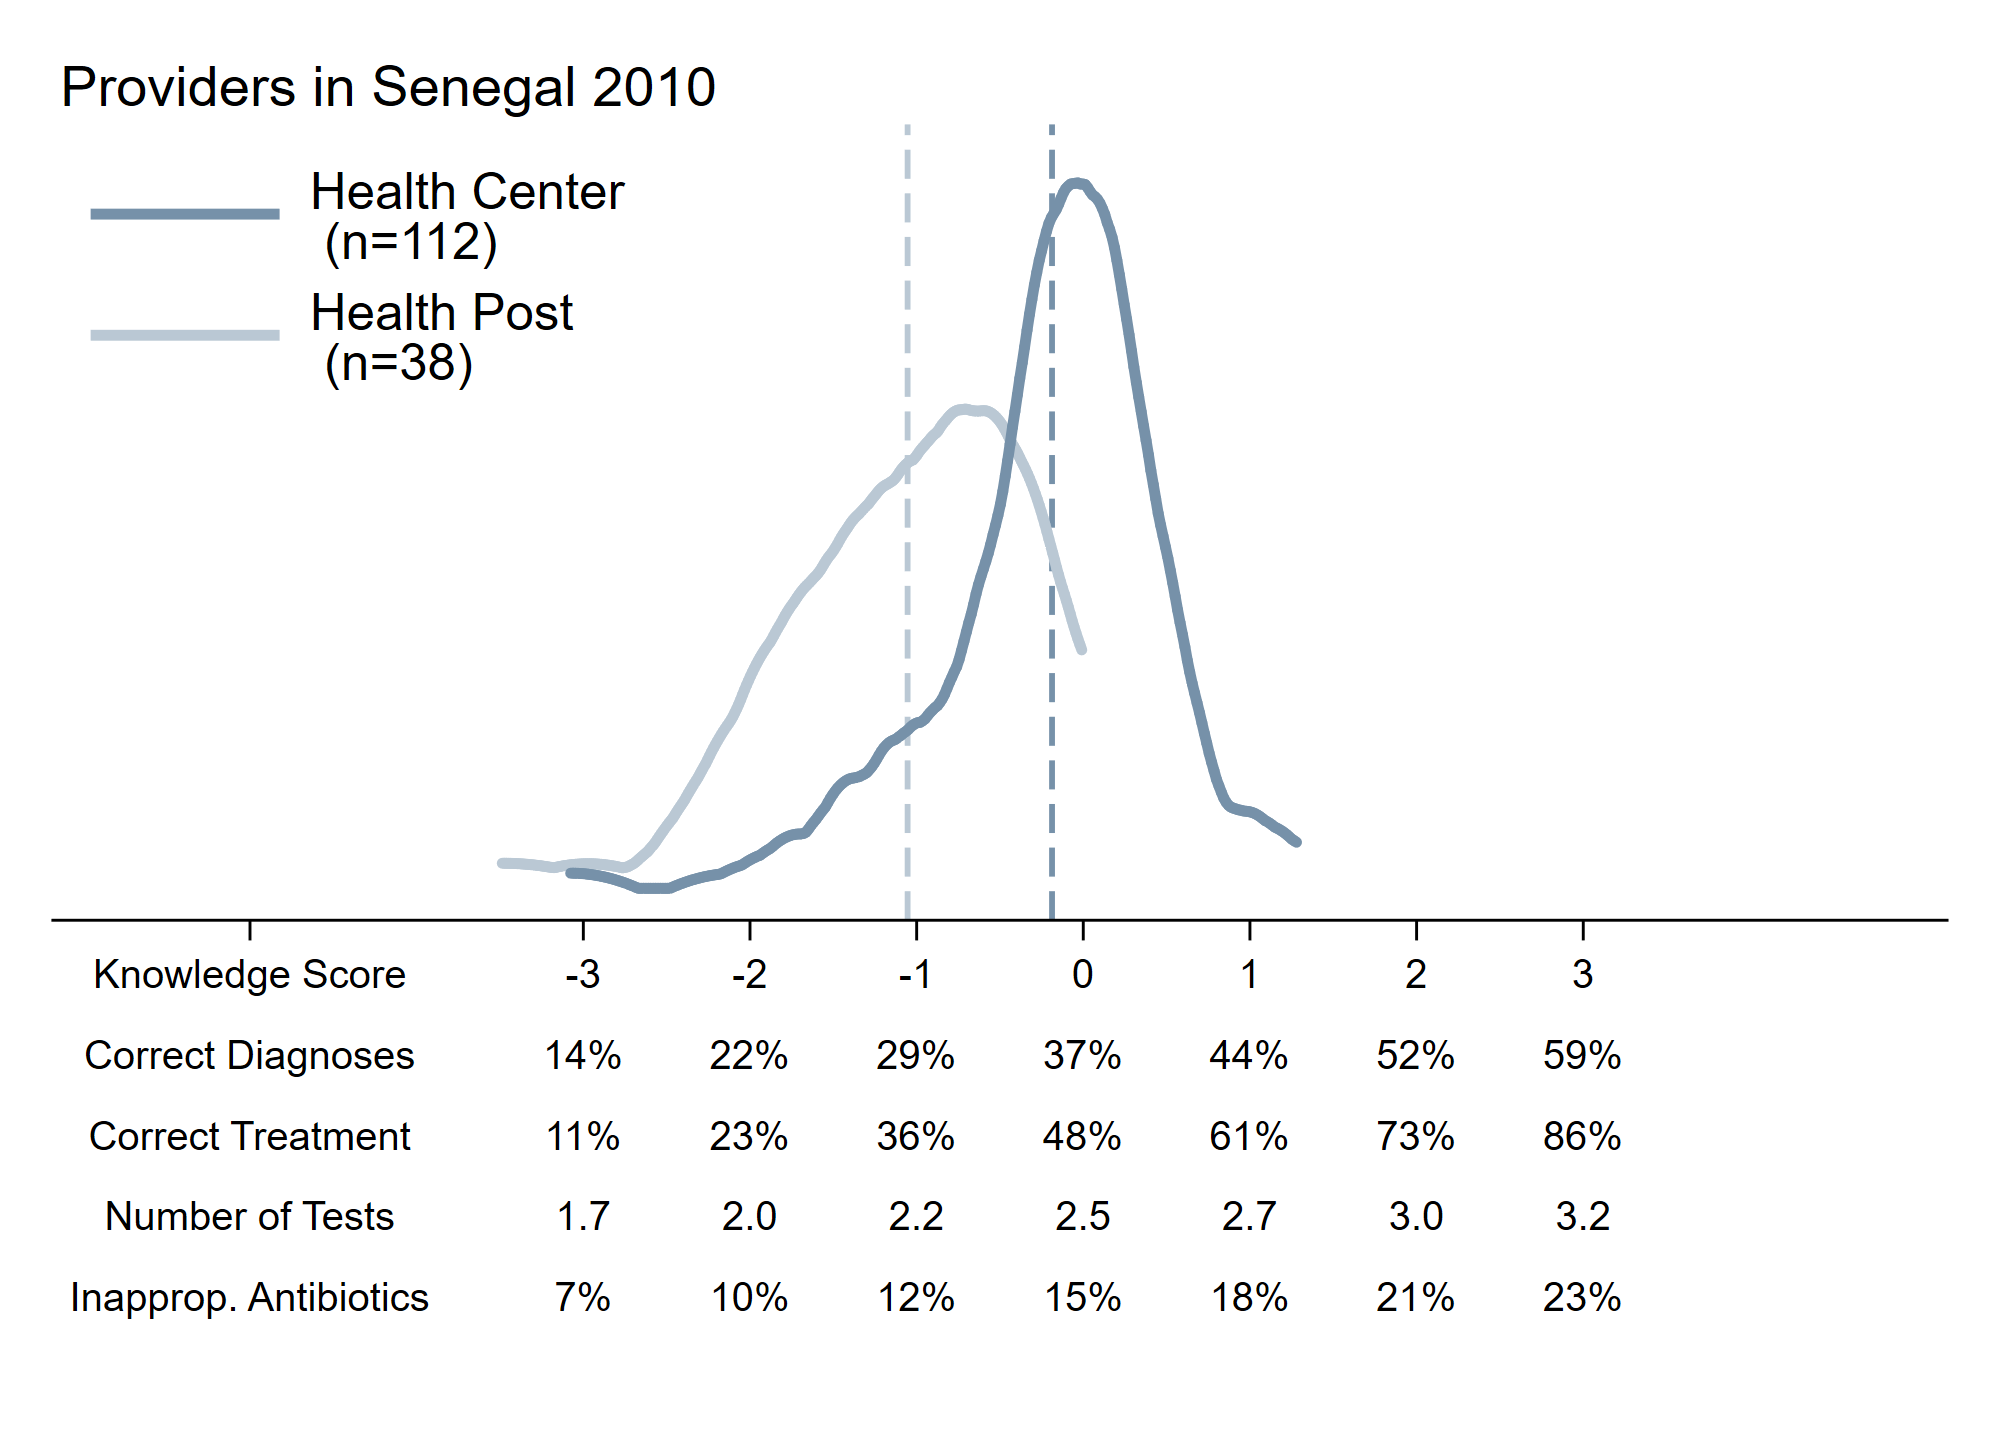 Providers in Senegal 2010
Health Center
(n=112)
Health Post
(n=38)
Knowledge Score -3 -2 -1 0 1 2 3
Correct Diagnoses 14% 22% 29% 37% 44% 52% 59%
Correct Treatment 11% 23% 36% 48% 61% 73% 86%
Number of Tests 1.7 2.0 2.2 2.5 2.7 3.0 3.2
Inapprop. Antibiotics 7% 10% 12% 15% 18% 21% 23%